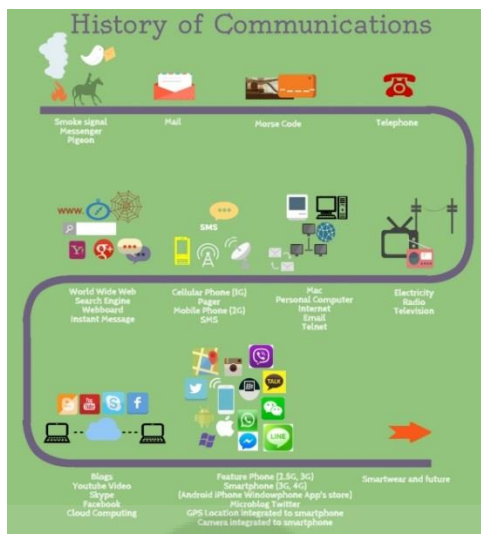 History of Communications
Smoke signal
Messenger
Pigeon
Mail
Morse Code
Telephone
www.
SMS
World Wide Web
Search Engine
Webboard
Instant Message
Cellular Phone (1G)
Pager
Mobile Phone (2G)
SMS
Mac
Personal Computer
Internet
Email
Telnet
Electricity
Radio
Television
You Tube
TALK
LINE
Blogs
Youtube Video
Skype
Facebook
Cloud Computing
Feature Phone (2.5G, 3G)
Smartphone (3G, 4G)
(Android iPhone Windowphone App's store)
Microblog Twitter
GPS Location integrated to smartphone
Camera integrated to smartphone
Smartwear and future